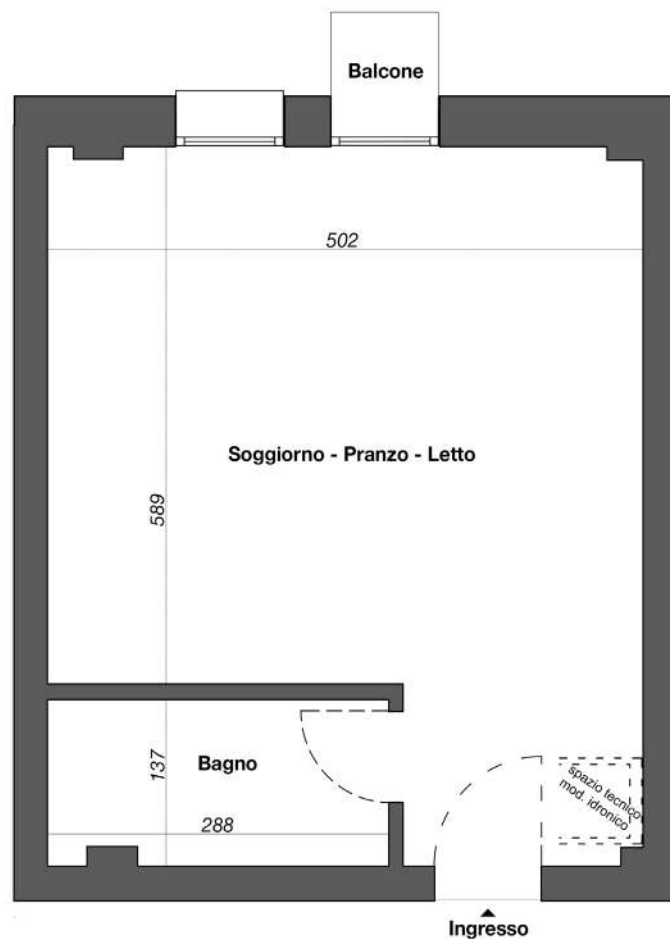 Balcone
502
Soggiorno - Pranzo - Letto
589
Bagno
137
288
spazio tecnico
mod. idronico
Ingresso